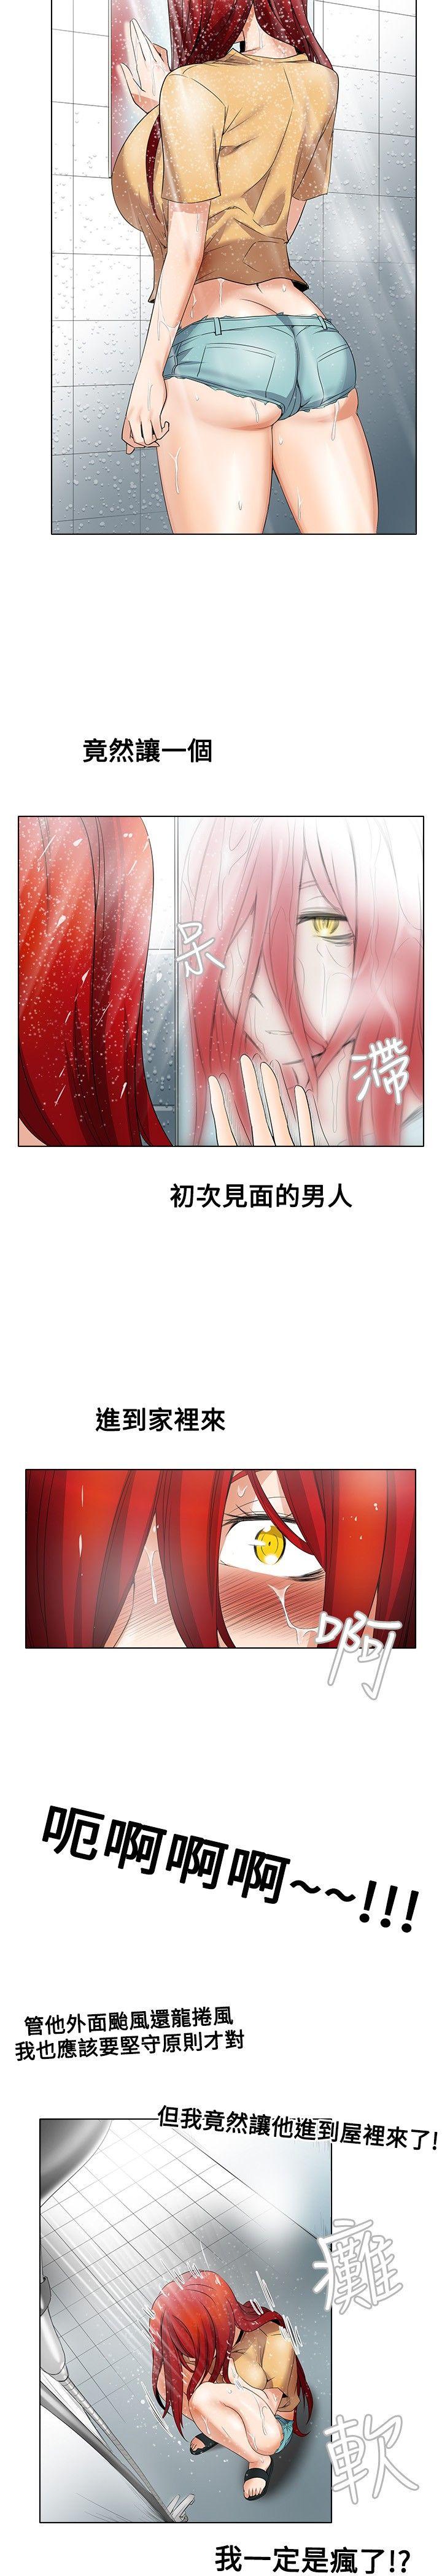 竟然讓一個
呆
滯
初次見面的男人
進到家裡來
啊
呃啊啊啊~~!!!
管他外面颱風還龍捲風
我也應該要堅守原則才對
但我竟然讓他進到屋裡來了!
癱
軟
我一定是瘋了!?